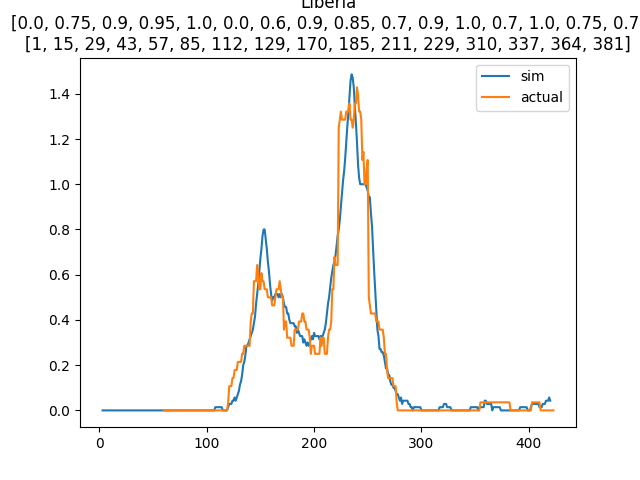 Liberia
[0.0, 0.75, 0.9, 0.95, 1.0, 0.0, 0.6, 0.9, 0.85, 0.7, 0.9, 1.0, 0.7, 1.0, 0.75, 0.7
[1, 15, 29, 43, 57, 85, 112, 129, 170, 185, 211, 229, 310, 337, 364, 381]
sim
actual
1.4
1.2
1.0
0.8
0.6
0.4
0.2
0.0
0 100 200 300 400